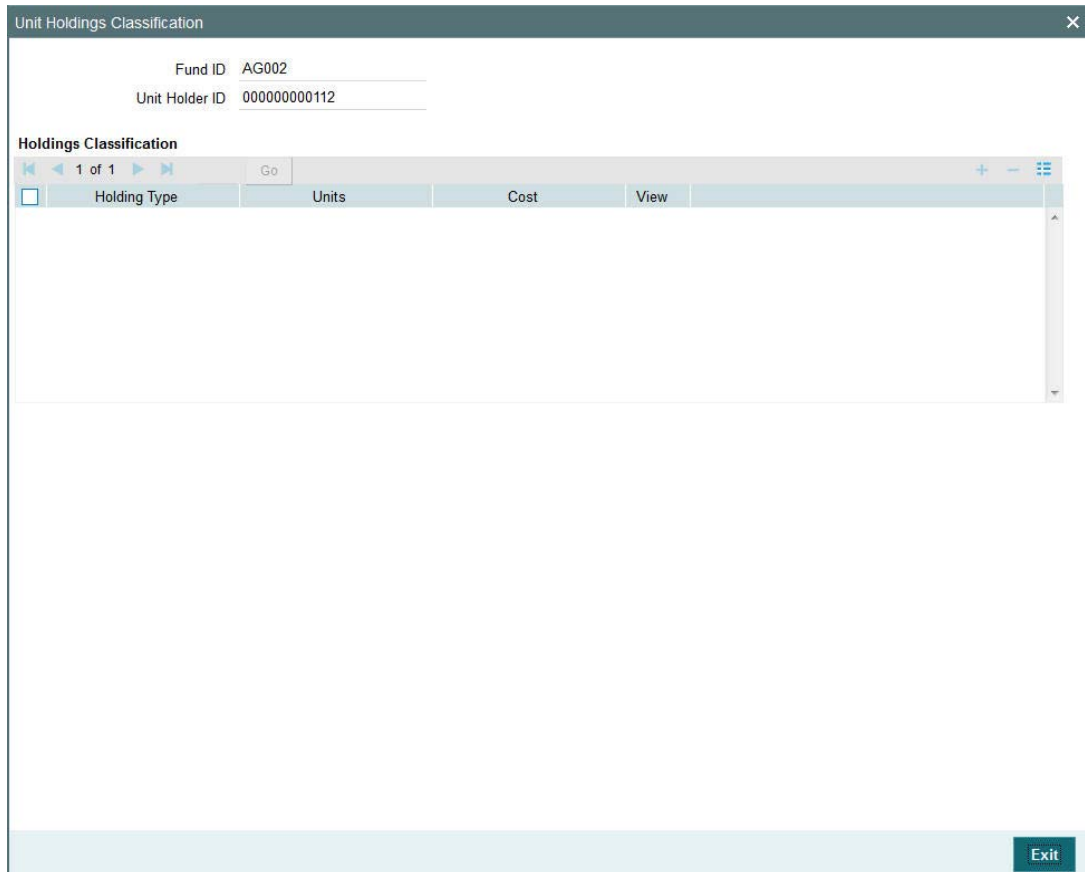 Unit Holdings Classification
Fund ID AG002
Unit Holder ID 000000000112
Holdings Classification
1 of 1 Go
Holding Type Units Cost View
Exit